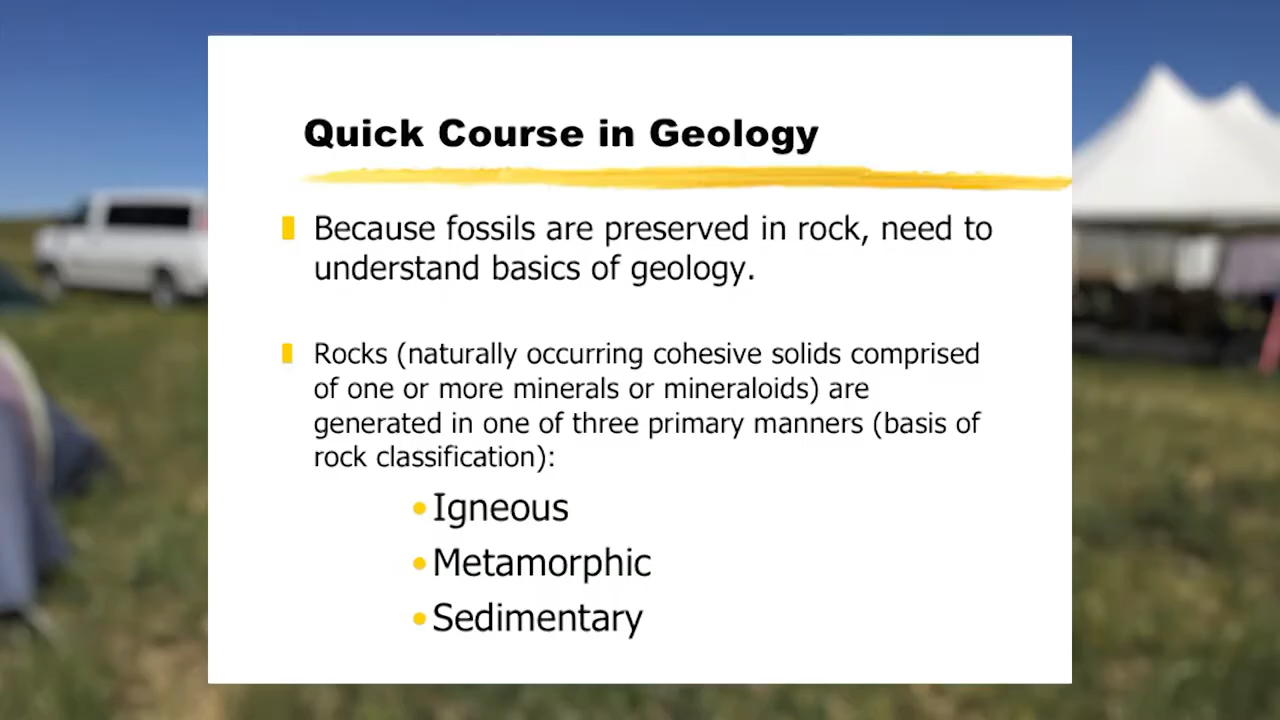 Quick Course in Geology
Because fossils are preserved in rock, need to
understand basics of geology.
Rocks (naturally occurring cohesive solids comprised
of one or more minerals or mineraloids) are
generated in one of three primary manners (basis of
rock classification):
•Igneous
•Metamorphic
•Sedimentary